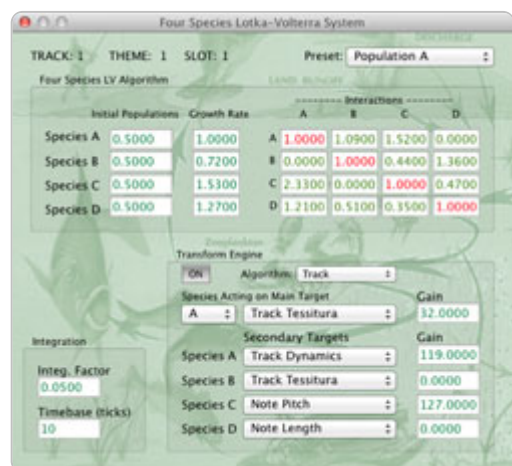 Four Species Lotka-Volterra System
TRACK: 1 THEME: 1 SLOT: 1 Preset: Population A
Four Species LV Algorithm
LAND RUNOFF
-------- Interactions --------
Initial Populations Growth Rate A B C D
Species A 0.5000 1.0000 A 1.0000 1.0900 1.5200 0.0000
Species B 0.5000 0.7200 B 0.0000 1.0000 0.4400 1.3600
Species C 0.5000 1.5300 C 2.3300 0.0000 1.0000 0.4700
Species D 0.5000 1.2700 D 1.2100 0.5100 0.3500 1.0000
Zooplankton
Transform Engine
ON Algorithm: Track
Species Acting on Main Target Gain
A Track Tessitura 32.0000
Integration
Secondary Targets Gain
Species A Track Dynamics 119.0000
Integ. Factor
0.0500
Species B Track Tessitura 0.0000
Timebase (ticks)
10
Species C Note Pitch 127.0000
Species D Note Length 0.0000